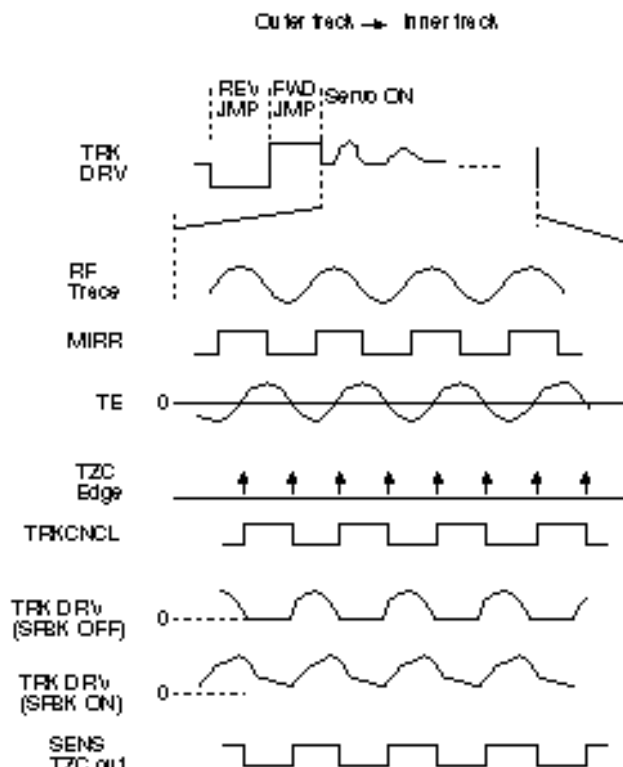 Outer track → Inner track
REV FWD
JMP JMP Servo ON
TRK
DRV
RF
Trace
MIRR
TE 0
TZC
Edge
TRKCNCL
TRK DRV
(SFBK OFF) 0
TRK DRV
(SFBK ON) 0
SENS
TZC out